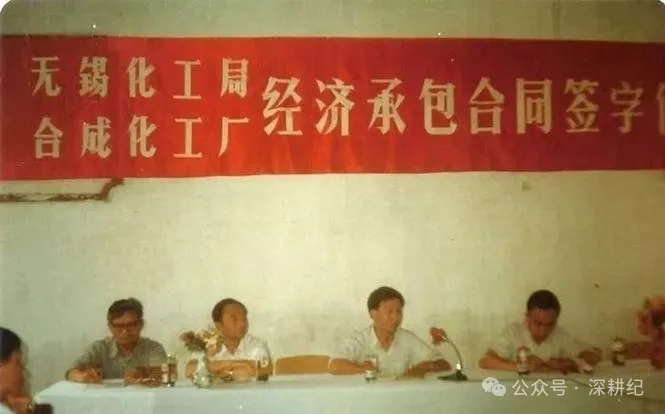 无锡化工局
合成化工厂
经济承包合同签字
公众号·深耕纪